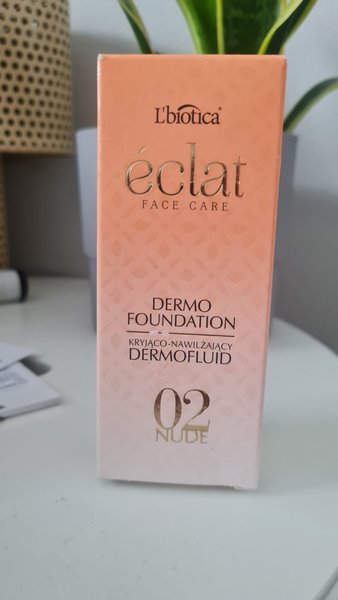 L'biotica®
éclat
FACE CARE
DERMO
FOUNDATION
KRYJĄCO-NAWILŻAJĄCY
DERMOFLUID
02
NUDE